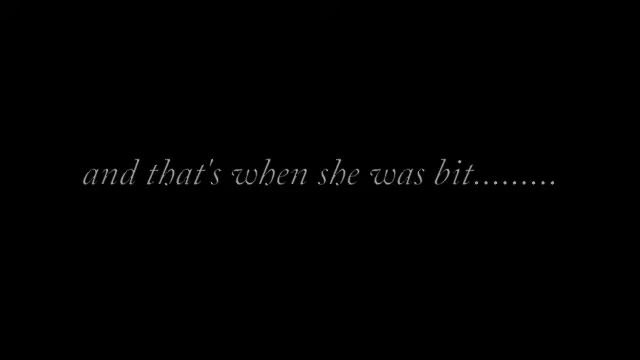 and that's when she was bit.........